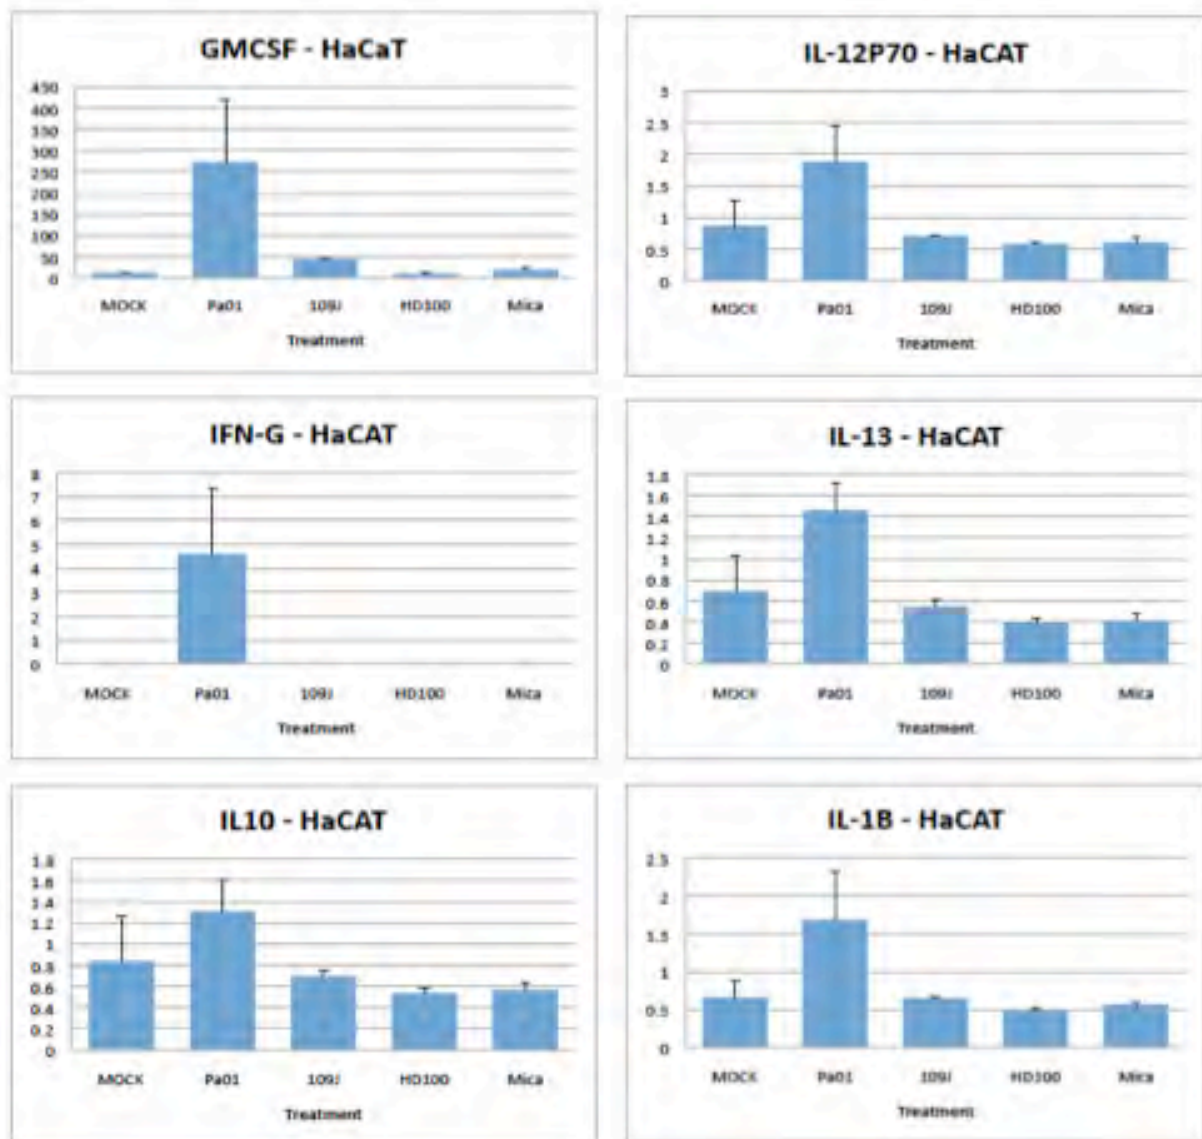 GMCSF - HaCaT
450
400
350
300
250
200
150
100
50
0
MOCK Pa01 109J HD100 Mica
Treatment
IL-12P70 - HaCAT
3
2.5
2
1.5
1
0.5
0
MOCK Pa01 109J HD100 Mica
Treatment
IFN-G - HaCAT
8
7
6
5
4
3
2
1
0
MOCK Pa01 109J HD100 Mica
Treatment
IL-13 - HaCAT
1.8
1.6
1.4
1.2
1
0.8
0.6
0.4
0.2
0
MOCK Pa01 109J HD100 Mica
Treatment
IL10 - HaCAT
1.8
1.6
1.4
1.2
1
0.8
0.6
0.4
0.2
0
MOCK Pa01 109J HD100 Mica
Treatment
IL-1B - HaCAT
2.5
2
1.5
1
0.5
0
MOCK Pa01 109J HD100 Mica
Treatment